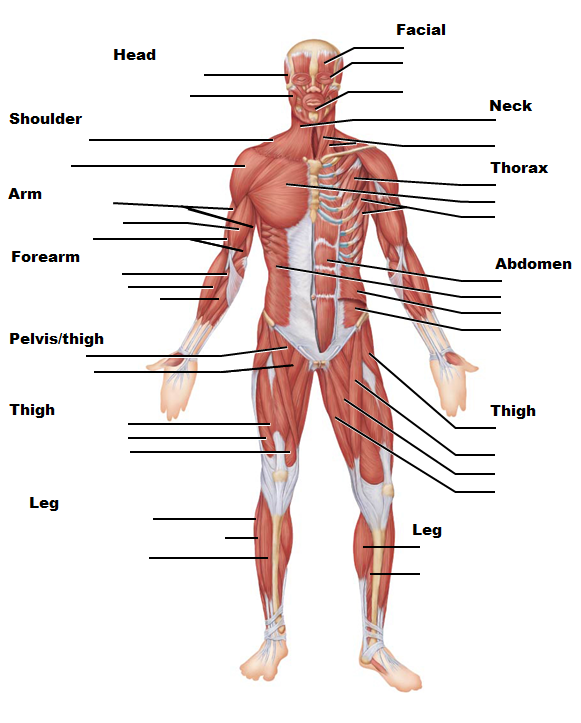 Facial
Head
Neck
Shoulder
Thorax
Arm
Forearm
Abdomen
Pelvis/thigh
Thigh
Thigh
Leg
Leg